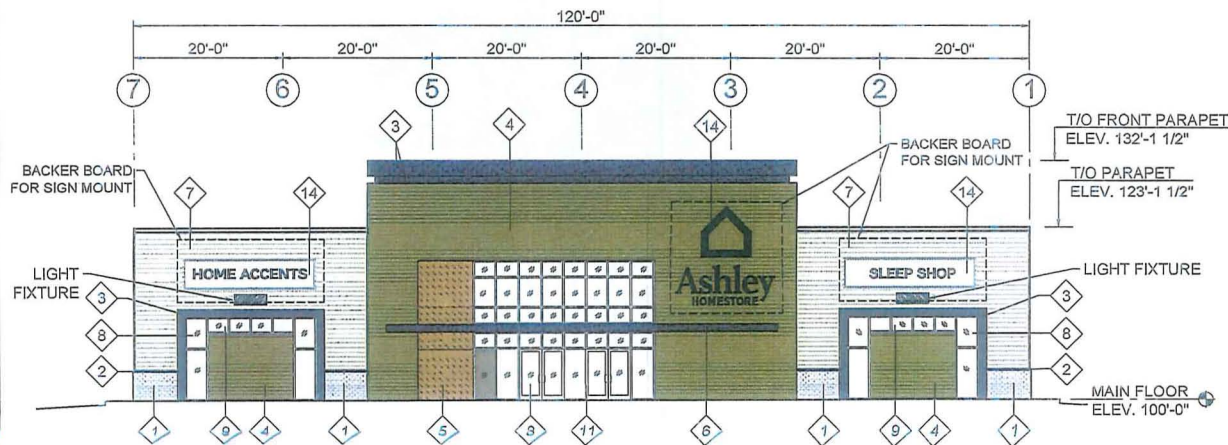 120'-0"
20'-0" 20'-0" 20'-0" 20'-0" 20'-0" 20'-0"
7 6 5 4 3 2 1
T/O FRONT PARAPET
ELEV. 132'-1 1/2"
3 4 14
BACKER BOARD
FOR SIGN MOUNT
BACKER BOARD
FOR SIGN MOUNT
T/O PARAPET
ELEV. 123'-1 1/2"
7 14 7 14
HOME ACCENTS
SLEEP SHOP
LIGHT
FIXTURE
LIGHT FIXTURE
Ashley
HOMESTORE
3 3
8 8
2 2
MAIN FLOOR
ELEV. 100'-0"
1 9 4 1 5 8 11 6 1 9 4 1